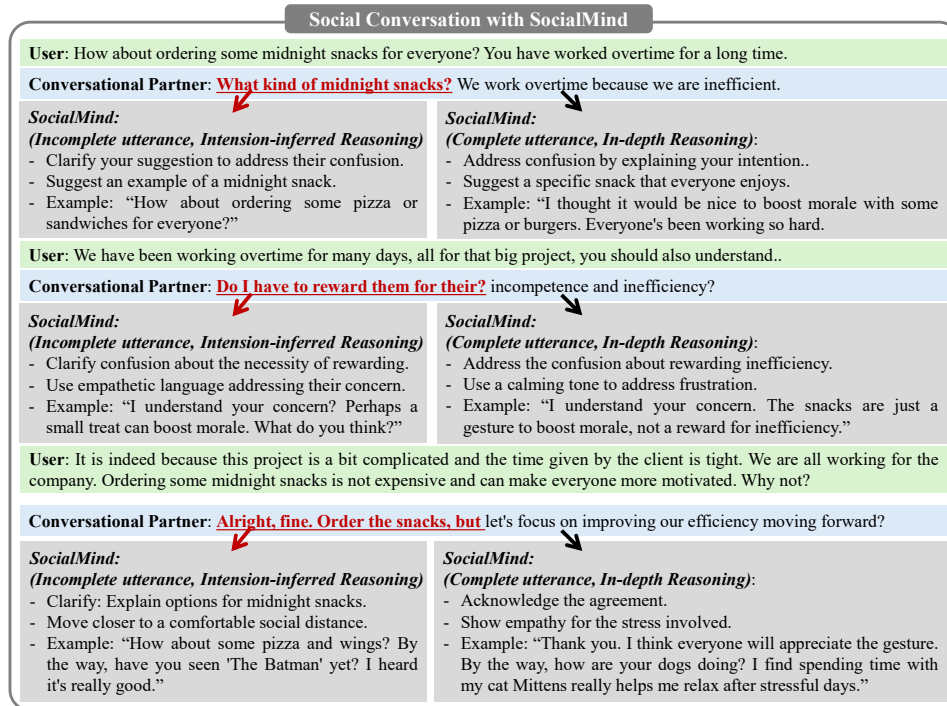 Social Conversation with SocialMind
User: How about ordering some midnight snacks for everyone? You have worked overtime for a long time.
Conversational Partner: What kind of midnight snacks? We work overtime because we are inefficient.
SocialMind:
(Incomplete utterance, Intension-inferred Reasoning)
- Clarify your suggestion to address their confusion.
- Suggest an example of a midnight snack.
- Example: “How about ordering some pizza or
sandwiches for everyone?”
SocialMind:
(Complete utterance, In-depth Reasoning):
- Address confusion by explaining your intention..
- Suggest a specific snack that everyone enjoys.
- Example: “I thought it would be nice to boost morale with some
pizza or burgers. Everyone's been working so hard.
User: We have been working overtime for many days, all for that big project, you should also understand..
Conversational Partner: Do I have to reward them for their? incompetence and inefficiency?
SocialMind:
(Incomplete utterance, Intension-inferred Reasoning)
- Clarify confusion about the necessity of rewarding.
- Use empathetic language addressing their concern.
- Example: “I understand your concern? Perhaps a
small treat can boost morale. What do you think?”
SocialMind:
(Complete utterance, In-depth Reasoning):
- Address the confusion about rewarding inefficiency.
- Use a calming tone to address frustration.
- Example: “I understand your concern. The snacks are just a
gesture to boost morale, not a reward for inefficiency.”
User: It is indeed because this project is a bit complicated and the time given by the client is tight. We are all working for the
company. Ordering some midnight snacks is not expensive and can make everyone more motivated. Why not?
Conversational Partner: Alright, fine. Order the snacks, but let's focus on improving our efficiency moving forward?
SocialMind:
(Incomplete utterance, Intension-inferred Reasoning)
- Clarify: Explain options for midnight snacks.
- Move closer to a comfortable social distance.
- Example: “How about some pizza and wings? By
the way, have you seen 'The Batman' yet? I heard
it's really good.”
SocialMind:
(Complete utterance, In-depth Reasoning):
- Acknowledge the agreement.
- Show empathy for the stress involved.
- Example: “Thank you. I think everyone will appreciate the gesture.
By the way, how are your dogs doing? I find spending time with
my cat Mittens really helps me relax after stressful days.”